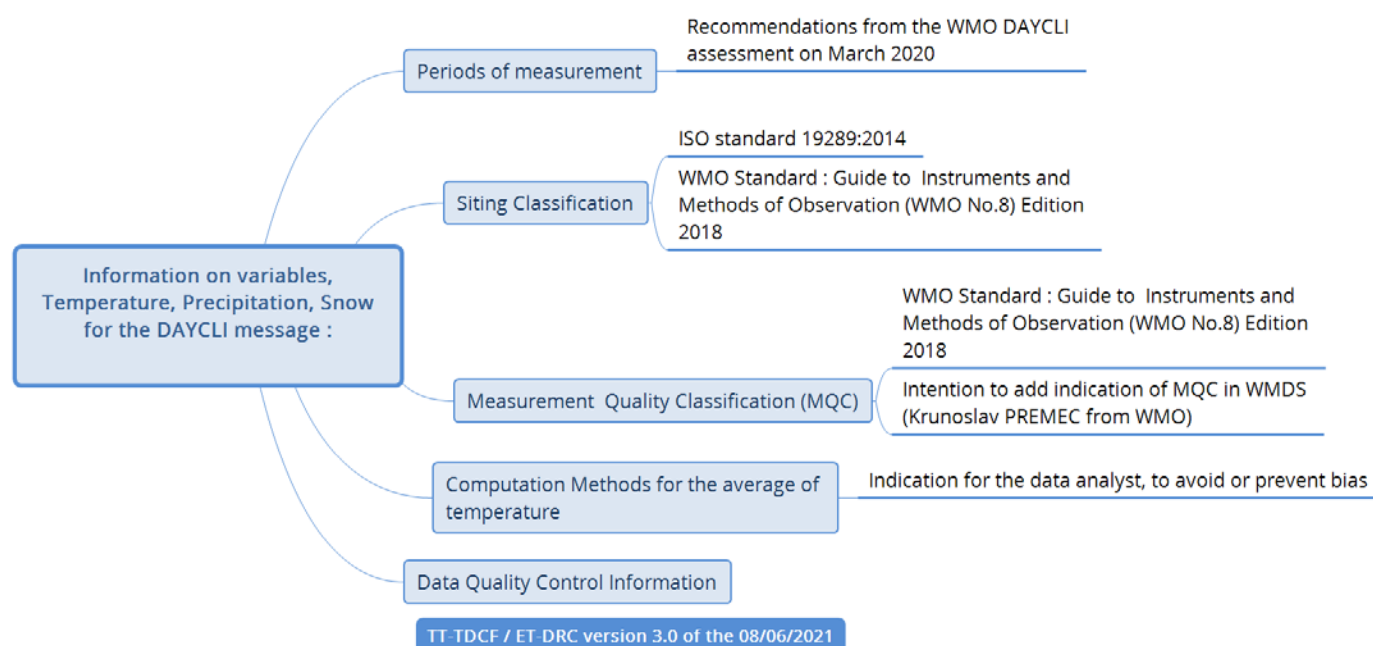 Recommendations from the WMO DAYCLI
assessment on March 2020
Periods of measurement
ISO standard 19289:2014
WMO Standard : Guide to  Instruments and
Methods of Observation (WMO No.8) Edition
2018
Siting Classification
Information on variables,
Temperature, Precipitation, Snow
for the DAYCLI message :
WMO Standard : Guide to  Instruments and
Methods of Observation (WMO No.8) Edition
2018
Measurement  Quality Classification (MQC)
Intention to add indication of MQC in WMDS
(Krunoslav PREMEC from WMO)
Computation Methods for the average of
temperature
Indication for the data analyst, to avoid or prevent bias
Data Quality Control Information
TT-TDCF / ET-DRC version 3.0 of the 08/06/2021